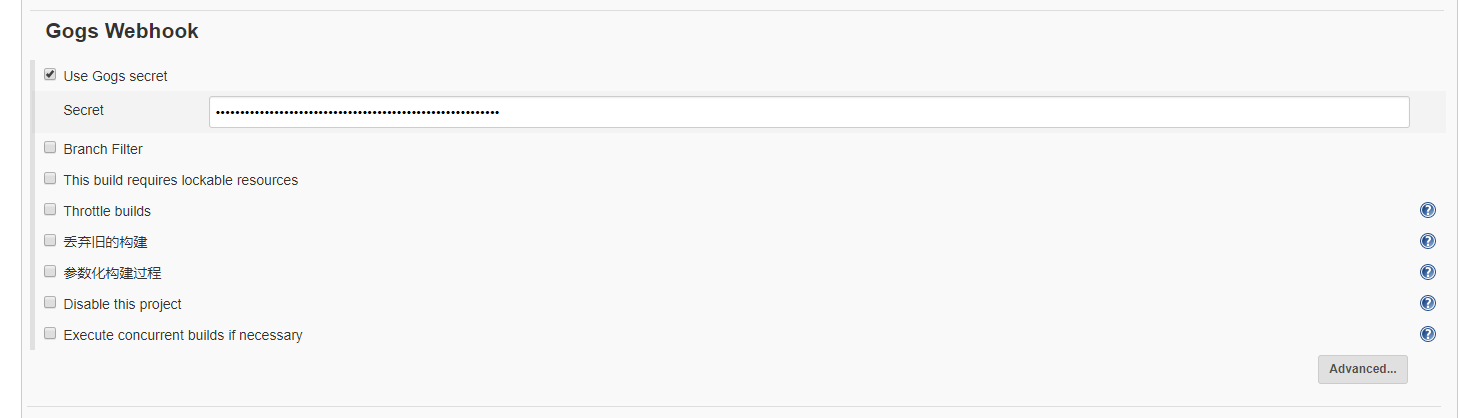 Gogs Webhook
Use Gogs secret
Secret ••••••••••••••••••••••••••••••••••••••••••••••••••••••••••
Branch Filter
This build requires lockable resources
Throttle builds
丢弃旧的构建
参数化构建过程
Disable this project
Execute concurrent builds if necessary
Advanced...